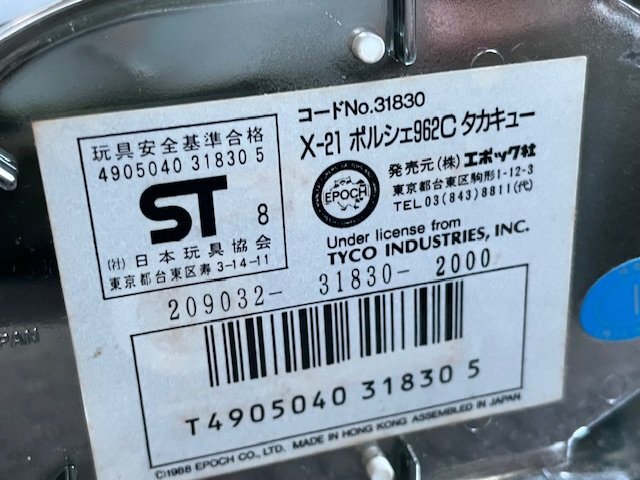 コードNo.31830
X-21 ポルシェ962C タカキュー
玩具安全基準合格
4905040 31830 5
ST 8
(社) 日本玩具協会
東京都台東区寿3-14-11
EPOCH
発売元(株)エポック社
東京都台東区駒形1-12-3
TEL 03(843)8811(代)
Under license from
TYCO INDUSTRIES, INC.
209032- 31830- 2000
T4905040 31830 5
©1988 EPOCH CO., LTD. MADE IN HONG KONG ASSEMBLED IN JAPAN